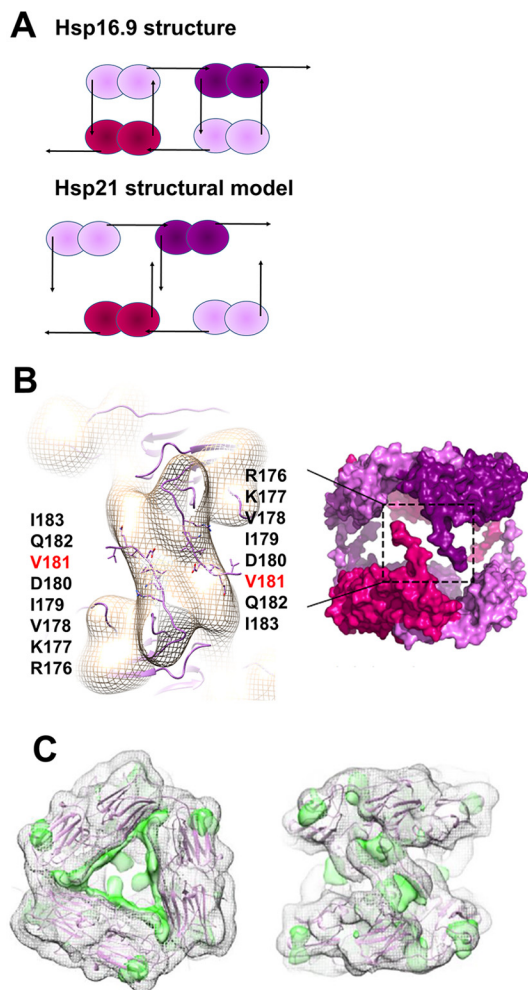 A
Hsp16.9 structure
Hsp21 structural model
B
I183
Q182
V181
D180
I179
V178
K177
R176
R176
K177
V178
I179
D180
V181
Q182
I183
C